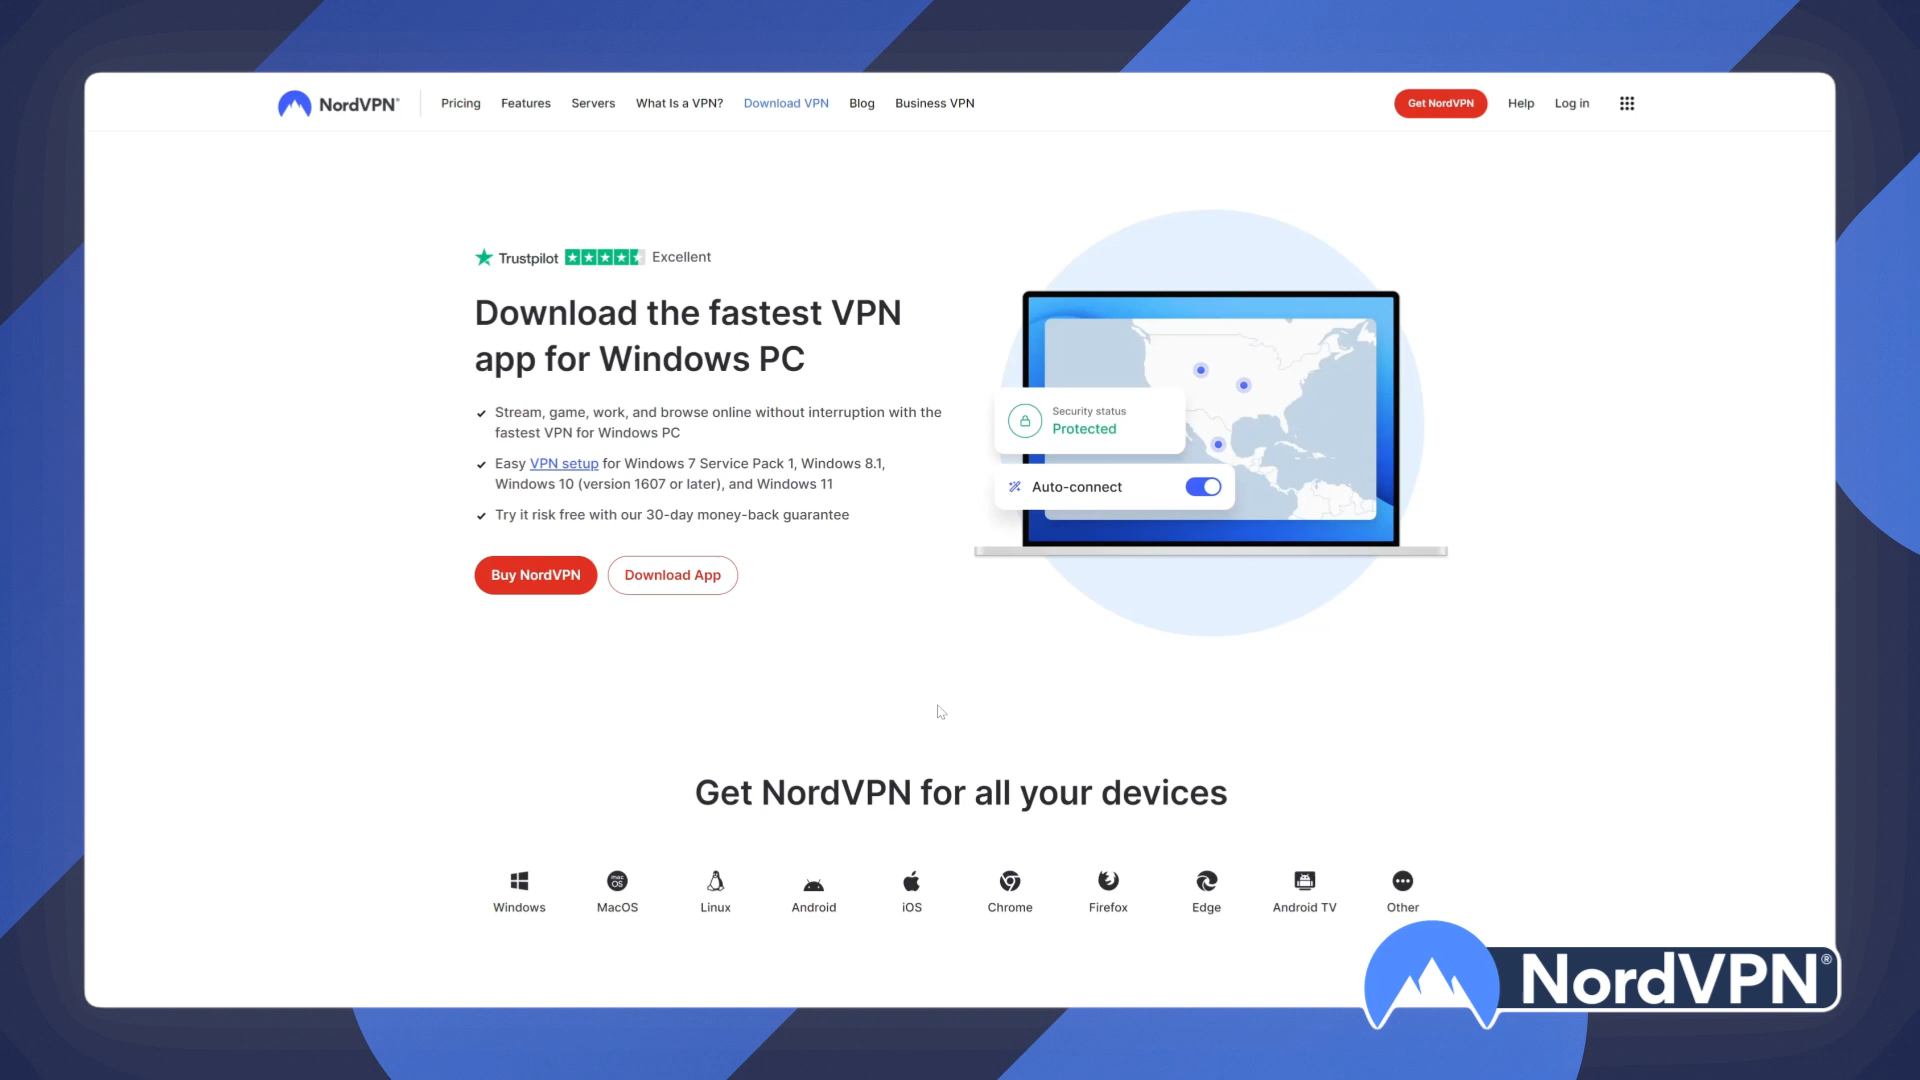 NordVPN®
Pricing
Features
Servers
What Is a VPN?
Download VPN
Blog
Business VPN
Get NordVPN
Help
Log in
Trustpilot
Excellent
Download the fastest VPN
app for Windows PC
Stream, game, work, and browse online without interruption with the
fastest VPN for Windows PC
Easy VPN setup for Windows 7 Service Pack 1, Windows 8.1,
Windows 10 (version 1607 or later), and Windows 11
Try it risk free with our 30-day money-back guarantee
Buy NordVPN
Download App
Security status
Protected
Auto-connect
Get NordVPN for all your devices
mac
OS
Windows
MacOS
Linux
Android
iOS
Chrome
Firefox
Edge
Android TV
Other
NordVPN®